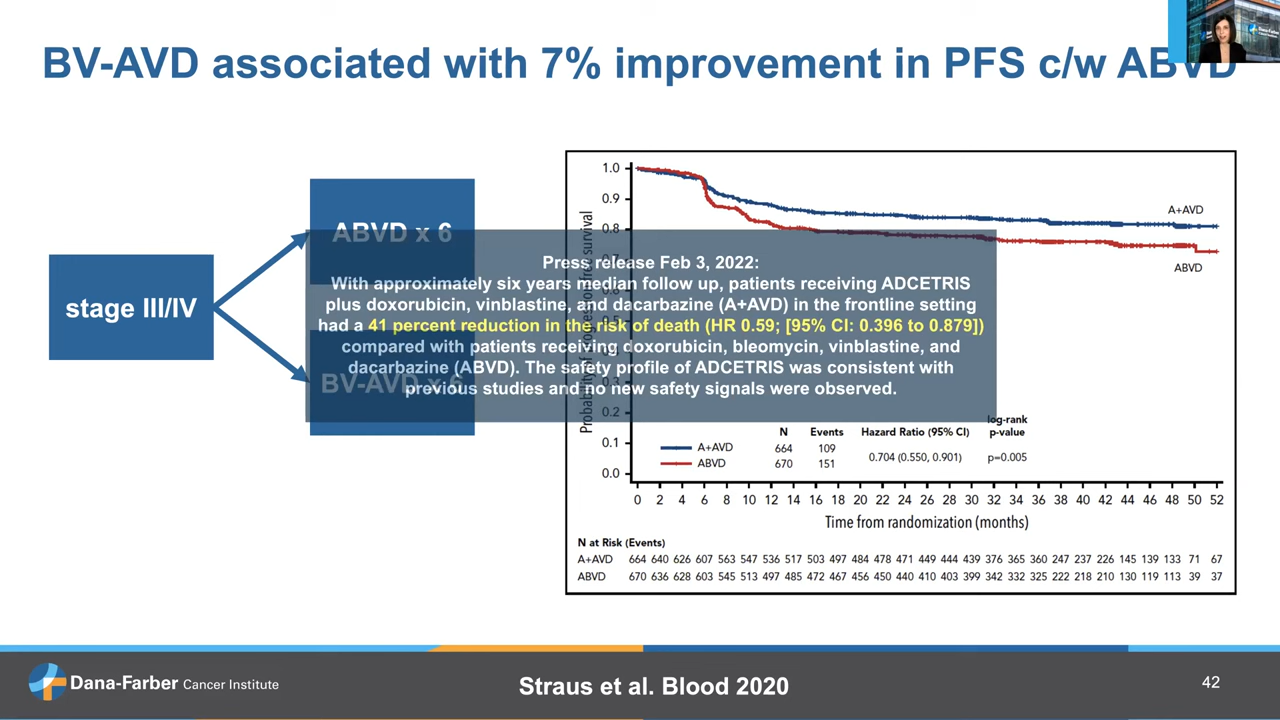 BV-AVD associated with 7% improvement in PFS c/w ABVD
stage III/IV
ABVD x 6
BV-AVD x 6
Press release Feb 3, 2022:
With approximately six years median follow up, patients receiving ADCETRIS
plus doxorubicin, vinblastine, and dacarbazine (A+AVD) in the frontline setting
had a 41 percent reduction in the risk of death (HR 0.59; [95% CI: 0.396 to 0.879])
compared with patients receiving doxorubicin, bleomycin, vinblastine, and
dacarbazine (ABVD). The safety profile of ADCETRIS was consistent with
previous studies and no new safety signals were observed.
1.0
0.9
0.8
0.2
0.1
0.0
A+AVD
ABVD
N Events Hazard Ratio (95% CI) log-rank p-value
A+AVD 664 109 0.704 (0.550, 0.901) p=0.005
ABVD 670 151
0 2 4 6 8 10 12 14 16 18 20 22 24 26 28 30 32 34 36 38 40 42 44 46 48 50 52
Time from randomization (months)
N at Risk (Events)
A+AVD 664 640 626 607 563 547 536 517 503 497 484 478 471 449 444 439 376 365 360 247 237 226 145 139 133 71 67
ABVD 670 636 628 603 545 513 497 485 472 467 456 450 440 410 403 399 342 332 325 222 218 210 130 119 113 39 37
Dana-Farber Cancer Institute
Straus et al. Blood 2020
42